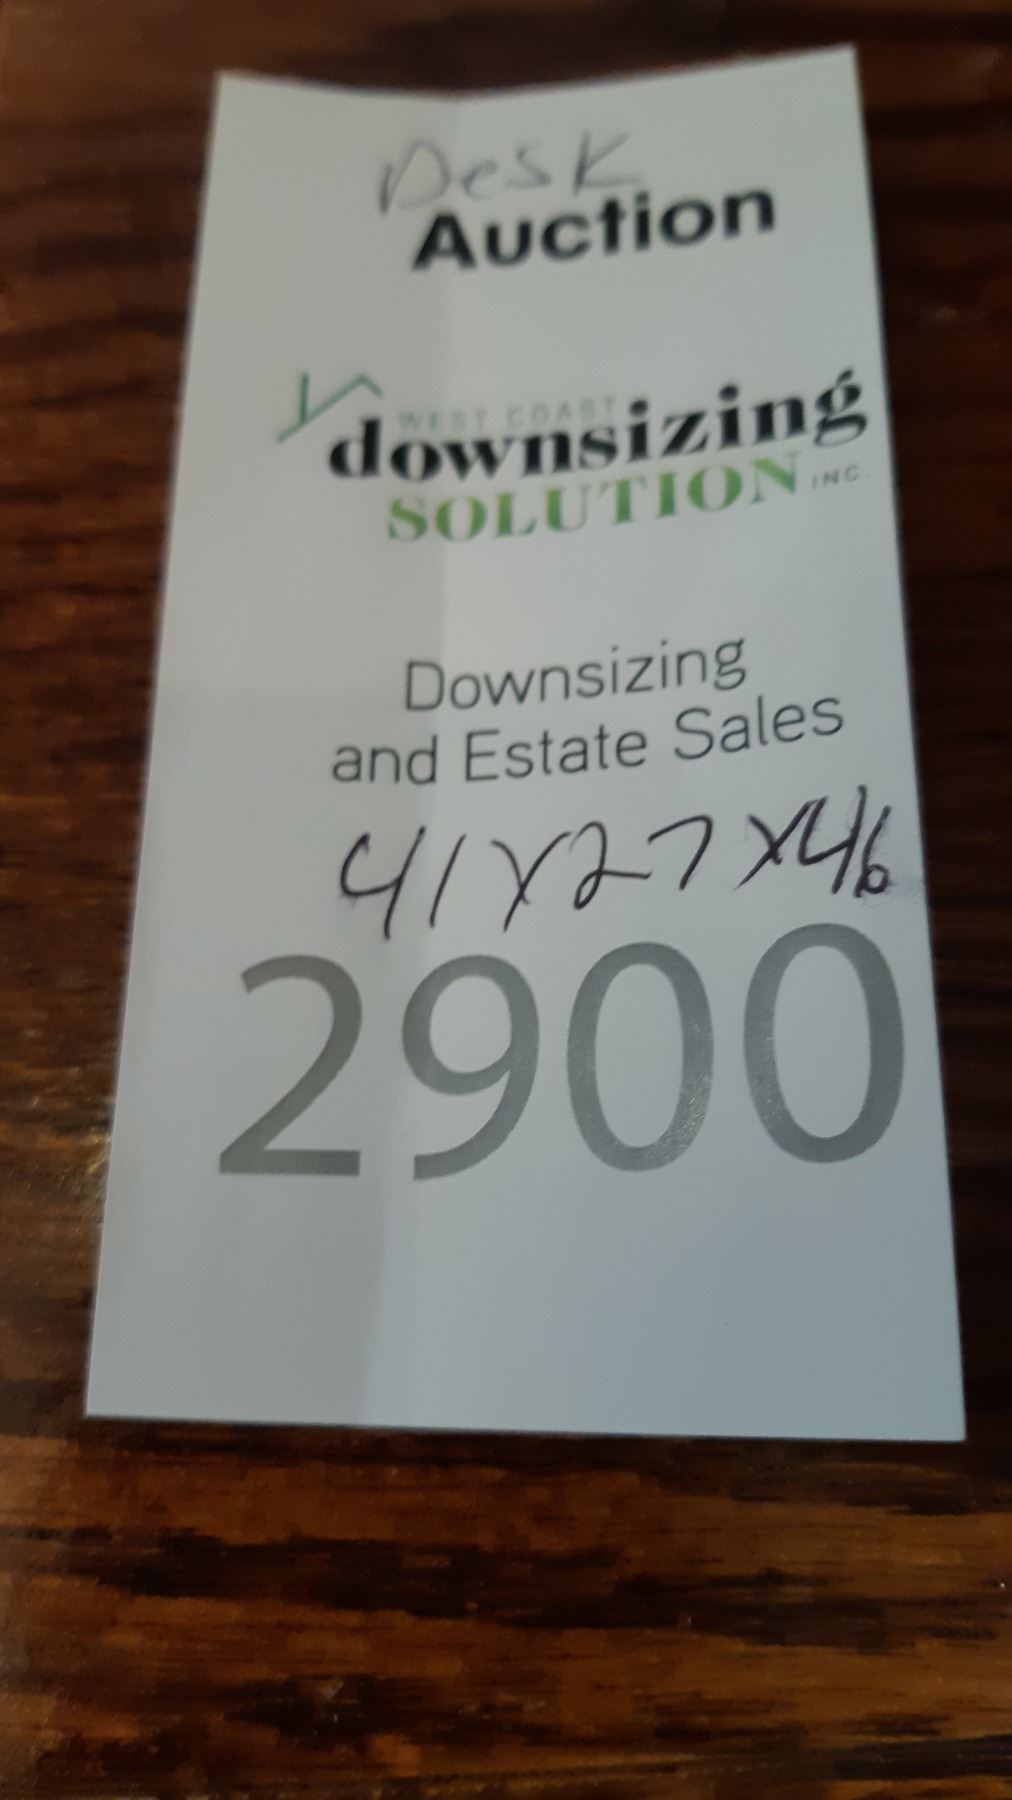 Desk
Auction
WEST COAST
downsizing
SOLUTION INC.
Downsizing
and Estate Sales
41x27x46
2900